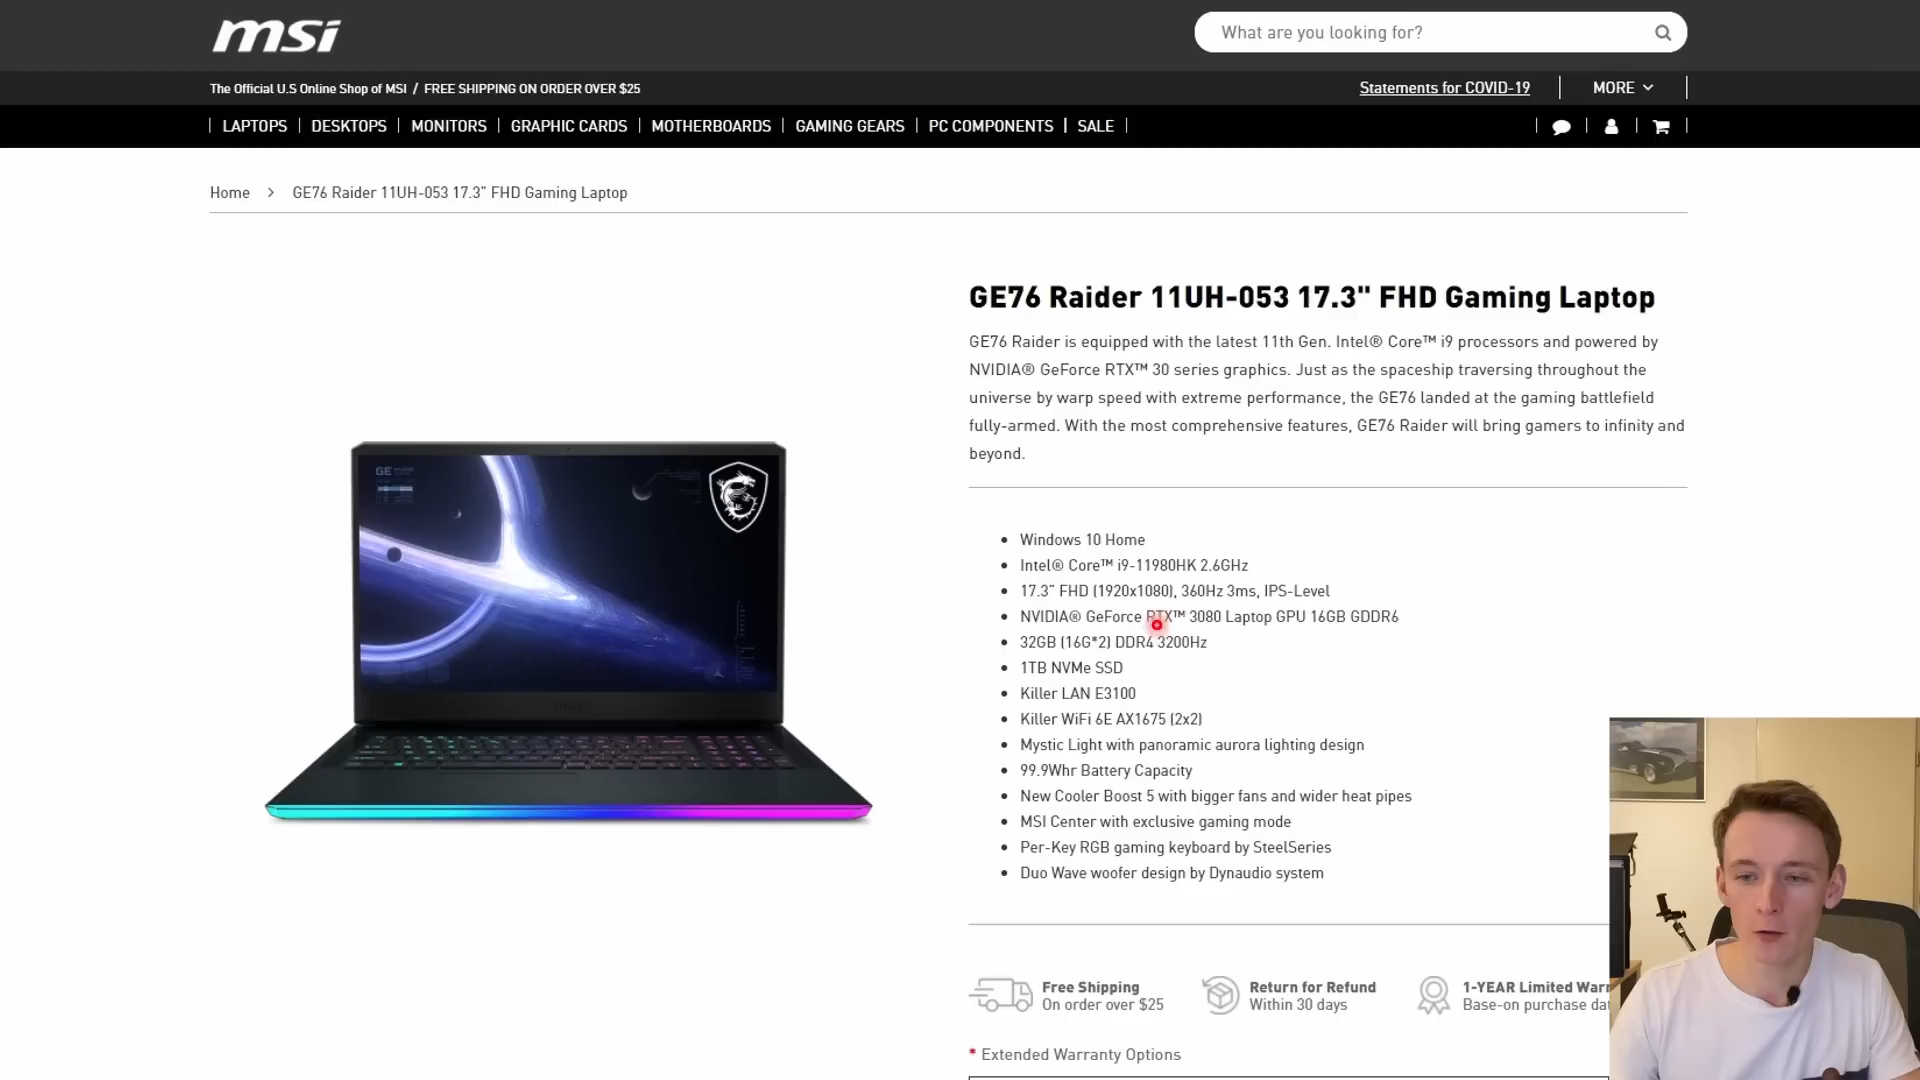 msi
What are you looking for?
The Official U.S Online Shop of MSI / FREE SHIPPING ON ORDER OVER $25
Statements for COVID-19
MORE
LAPTOPS
DESKTOPS
MONITORS
GRAPHIC CARDS
MOTHERBOARDS
GAMING GEARS
PC COMPONENTS
SALE
Home > GE76 Raider 11UH-053 17.3" FHD Gaming Laptop
GE76 Raider 11UH-053 17.3" FHD Gaming Laptop
GE76 Raider is equipped with the latest 11th Gen. Intel® Core™ i9 processors and powered by
NVIDIA® GeForce RTX™ 30 series graphics. Just as the spaceship traversing throughout the
universe by warp speed with extreme performance, the GE76 landed at the gaming battlefield
fully-armed. With the most comprehensive features, GE76 Raider will bring gamers to infinity and
beyond.
GE
• Windows 10 Home
• Intel® Core™ i9-11980HK 2.6GHz
• 17.3" FHD (1920x1080), 360Hz 3ms, IPS-Level
• NVIDIA® GeForce RTX™ 3080 Laptop GPU 16GB GDDR6
• 32GB (16G*2) DDR4 3200Hz
• 1TB NVMe SSD
• Killer LAN E3100
• Killer WiFi 6E AX1675 (2x2)
• Mystic Light with panoramic aurora lighting design
• 99.9Whr Battery Capacity
• New Cooler Boost 5 with bigger fans and wider heat pipes
• MSI Center with exclusive gaming mode
• Per-Key RGB gaming keyboard by SteelSeries
• Duo Wave woofer design by Dynaudio system
Free Shipping
On order over $25
Return for Refund
Within 30 days
1-YEAR Limited Warr
Base-on purchase dat
* Extended Warranty Options